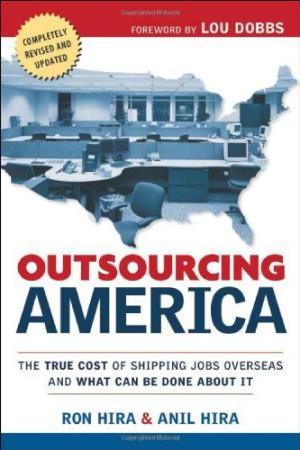 FOREWORD BY LOU DOBBS
COMPLETELY
REVISED AND
UPDATED
OUTSOURCING
AMERICA
THE TRUE COST OF SHIPPING JOBS OVERSEAS
AND WHAT CAN BE DONE ABOUT IT
RON HIRA & ANIL HIRA